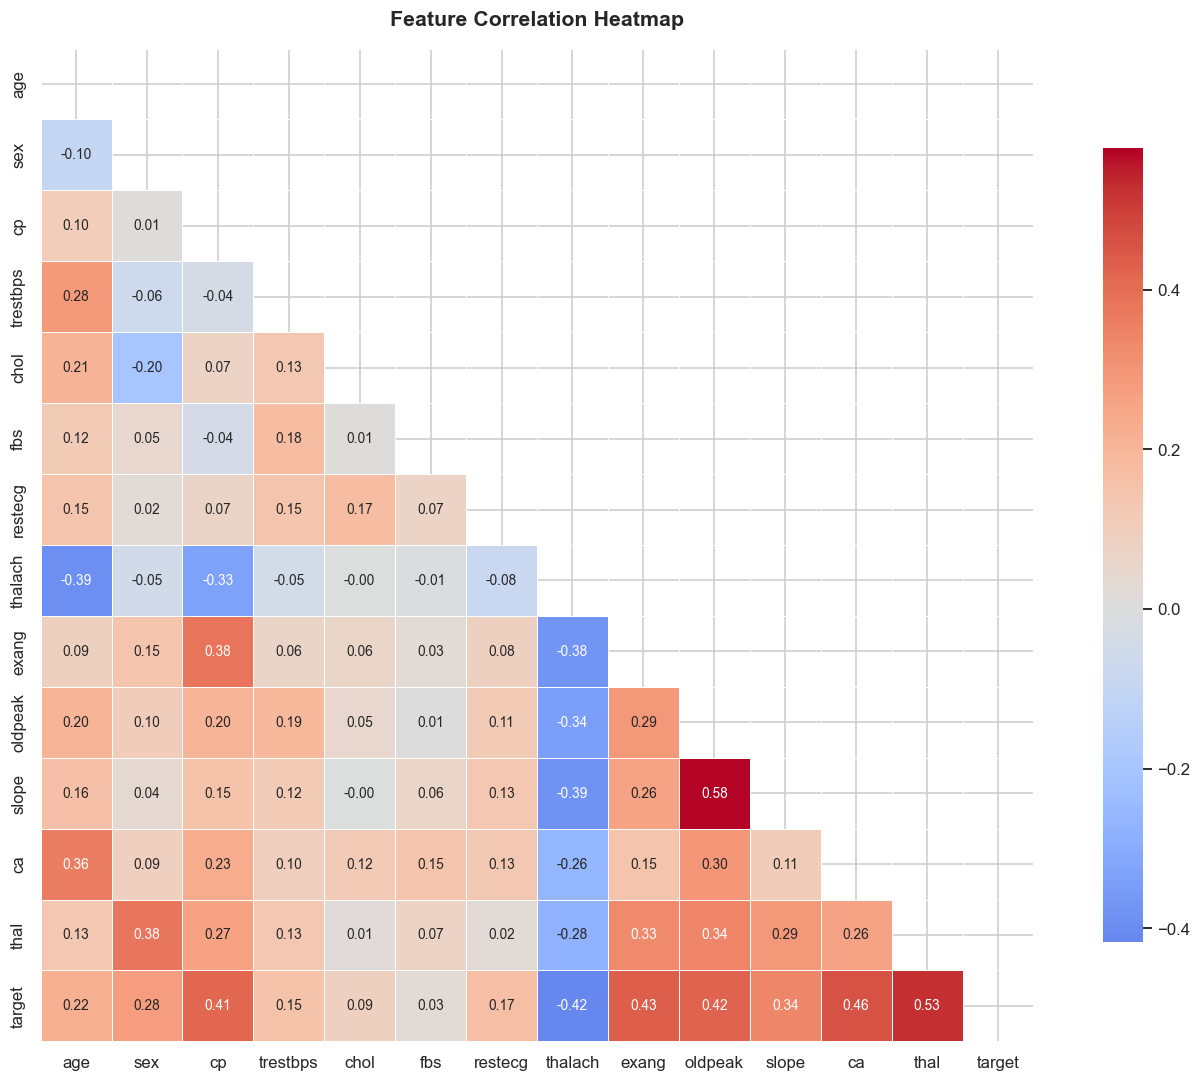 Feature Correlation Heatmap
age
sex -0.10
cp 0.10 0.01
trestbps 0.28 -0.06 -0.04
chol 0.21 -0.20 0.07 0.13
fbs 0.12 0.05 -0.04 0.18 0.01
restecg 0.15 0.02 0.07 0.15 0.17 0.07
thalach -0.39 -0.05 -0.33 -0.05 -0.00 -0.01 -0.08
exang 0.09 0.15 0.38 0.06 0.06 0.03 0.08 -0.38
oldpeak 0.20 0.10 0.20 0.19 0.05 0.01 0.11 -0.34 0.29
slope 0.16 0.04 0.15 0.12 -0.00 0.06 0.13 -0.39 0.26 0.58
ca 0.36 0.09 0.23 0.10 0.12 0.15 0.13 -0.26 0.15 0.30 0.11
thal 0.13 0.38 0.27 0.13 0.01 0.07 0.02 -0.28 0.33 0.34 0.29 0.26
target 0.22 0.28 0.41 0.15 0.09 0.03 0.17 -0.42 0.43 0.42 0.34 0.46 0.53
age sex cp trestbps chol fbs restecg thalach exang oldpeak slope ca thal target
0.4
0.2
0.0
−0.2
−0.4